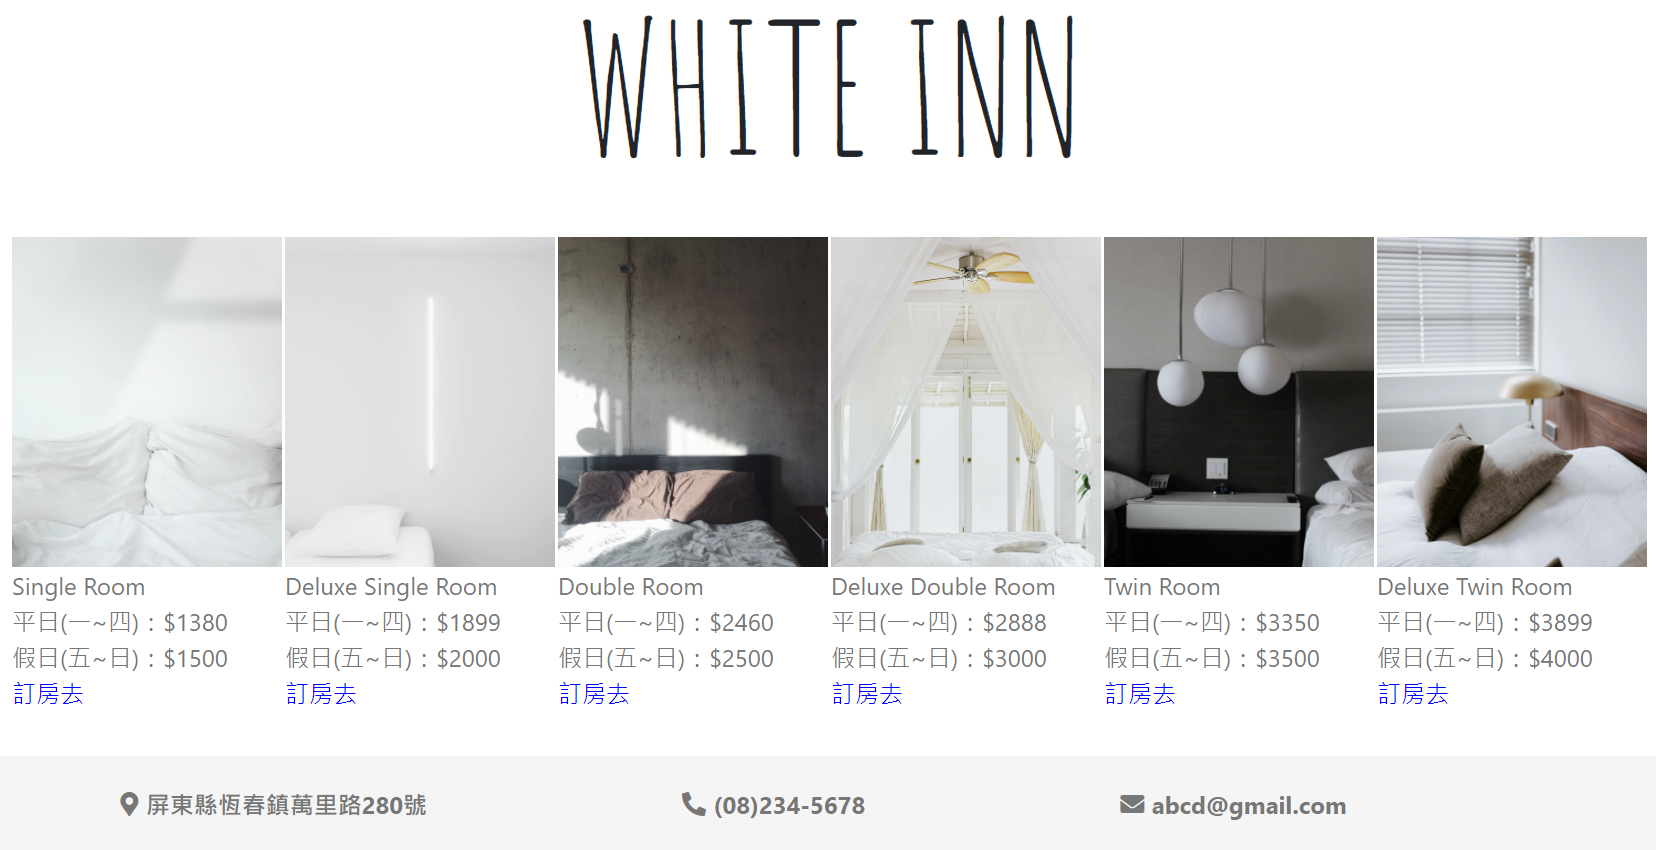 WHITE INN
Single Room
平日(一~四)：$1380
假日(五~日)：$1500
訂房去
Deluxe Single Room
平日(一~四)：$1899
假日(五~日)：$2000
訂房去
Double Room
平日(一~四)：$2460
假日(五~日)：$2500
訂房去
Deluxe Double Room
平日(一~四)：$2888
假日(五~日)：$3000
訂房去
Twin Room
平日(一~四)：$3350
假日(五~日)：$3500
訂房去
Deluxe Twin Room
平日(一~四)：$3899
假日(五~日)：$4000
訂房去
屏東縣恆春鎮萬里路280號
(08)234-5678
abcd@gmail.com